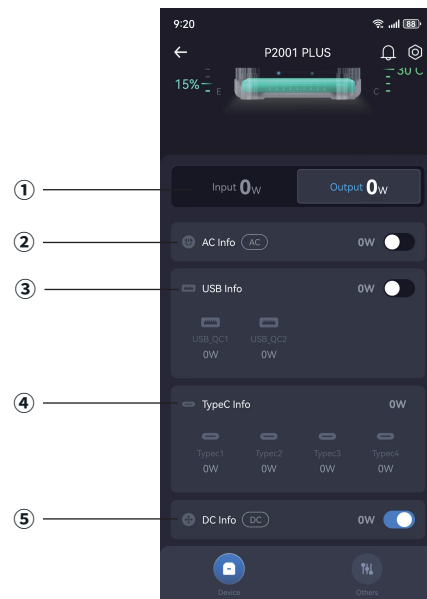 9:20 88
P2001 PLUS
15% E C 30 C
① Input 0W Output 0W
② AC Info AC 0W
③ USB Info 0W
USB_QC1 USB_QC2
0W 0W
④ TypeC Info 0W
Typec1 Typec2 Typec3 Typec4
0W 0W 0W 0W
⑤ DC Info DC 0W
Device Others